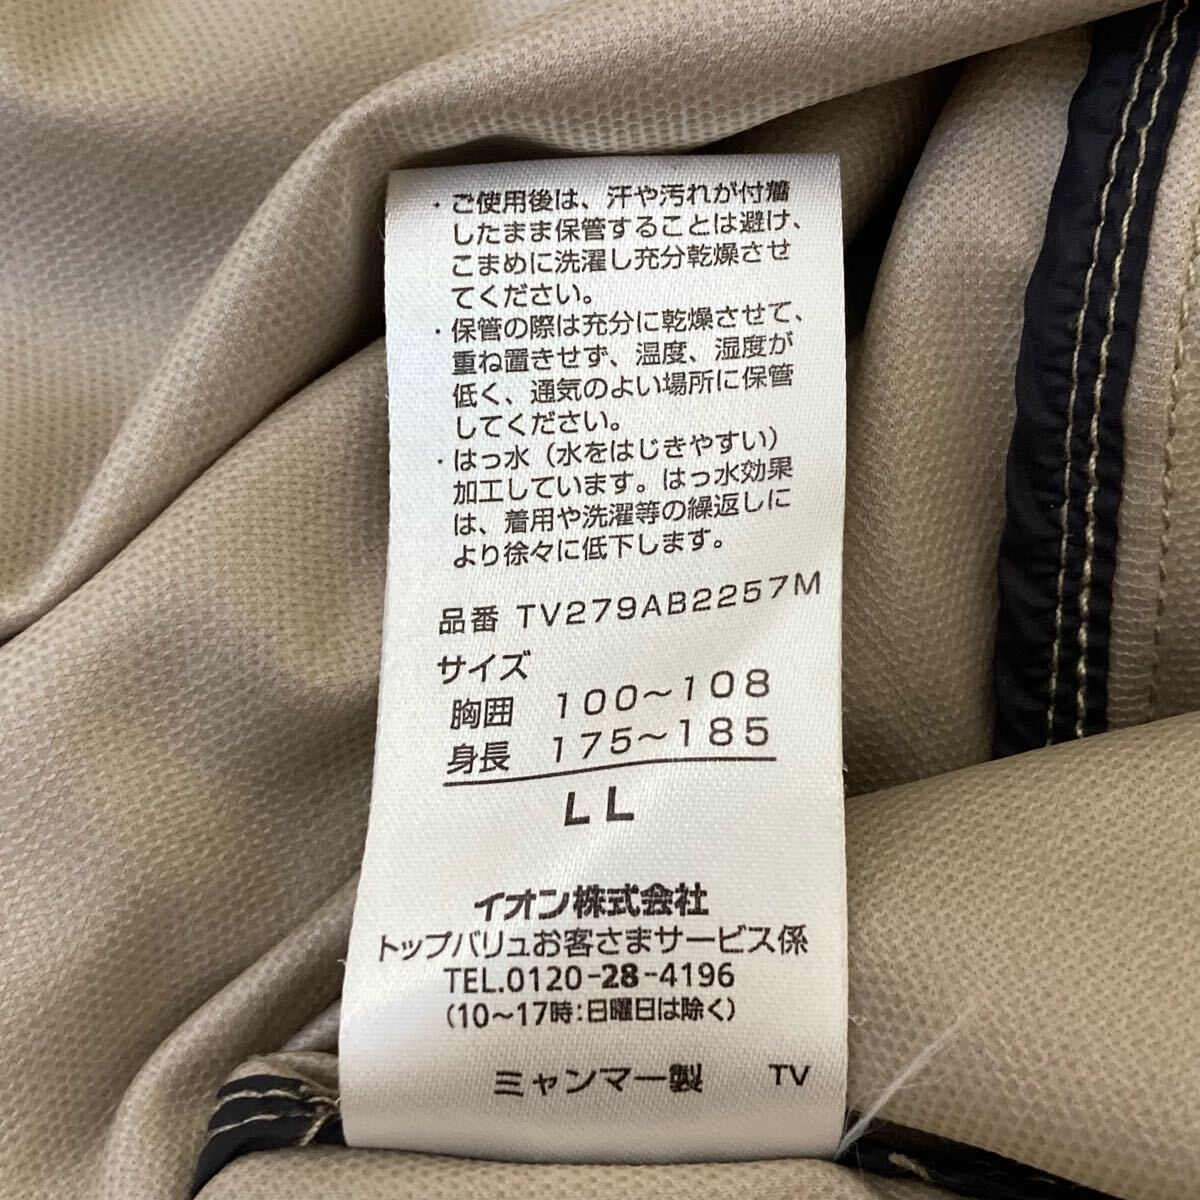 ・ご使用後は、汗や汚れが付着
したまま保管することは避け、
こまめに洗濯し充分乾燥させ
てください。
・保管の際は充分に乾燥させて、
重ね置きせず、温度、湿度が
低く、通気のよい場所に保管
してください。
・はっ水（水をはじきやすい）
加工しています。はっ水効果
は、着用や洗濯等の繰返しに
より徐々に低下します。
品番 TV279AB2257M
サイズ
胸囲 100～108
身長 175～185
LL
イオン株式会社
トップバリュお客さまサービス係
TEL.0120-28-4196
(10～17時:日曜日は除く)
ミャンマー製 TV